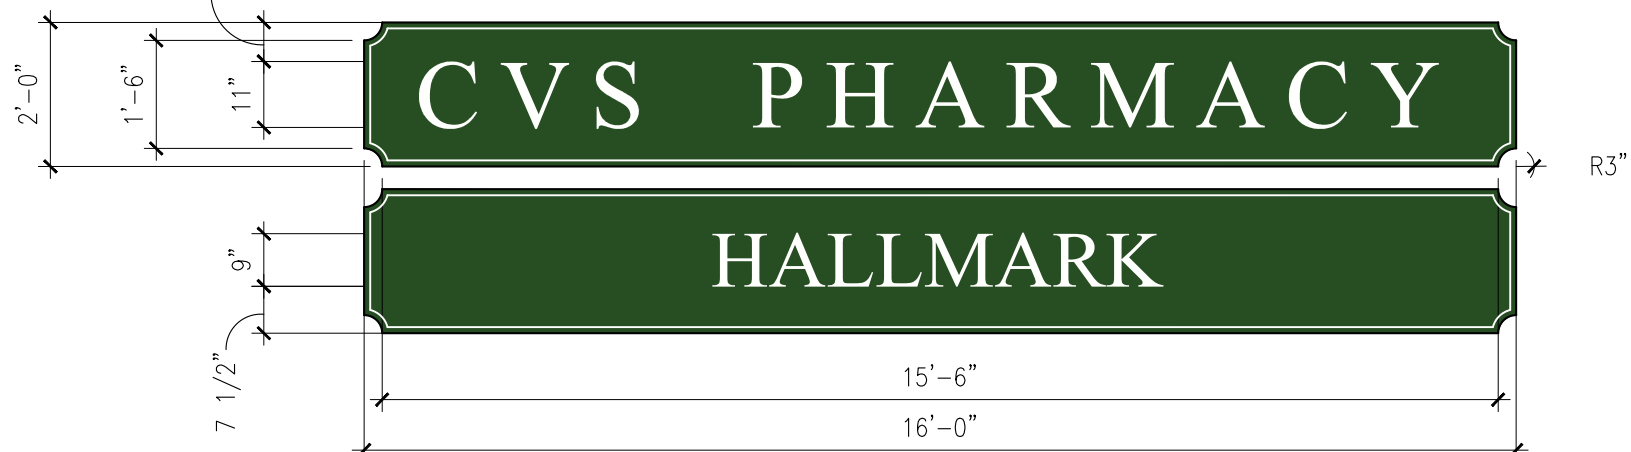 2'-0"
1'-6"
11"
CVS PHARMACY
R3"
9"
HALLMARK
7 1/2"
15'-6"
16'-0"